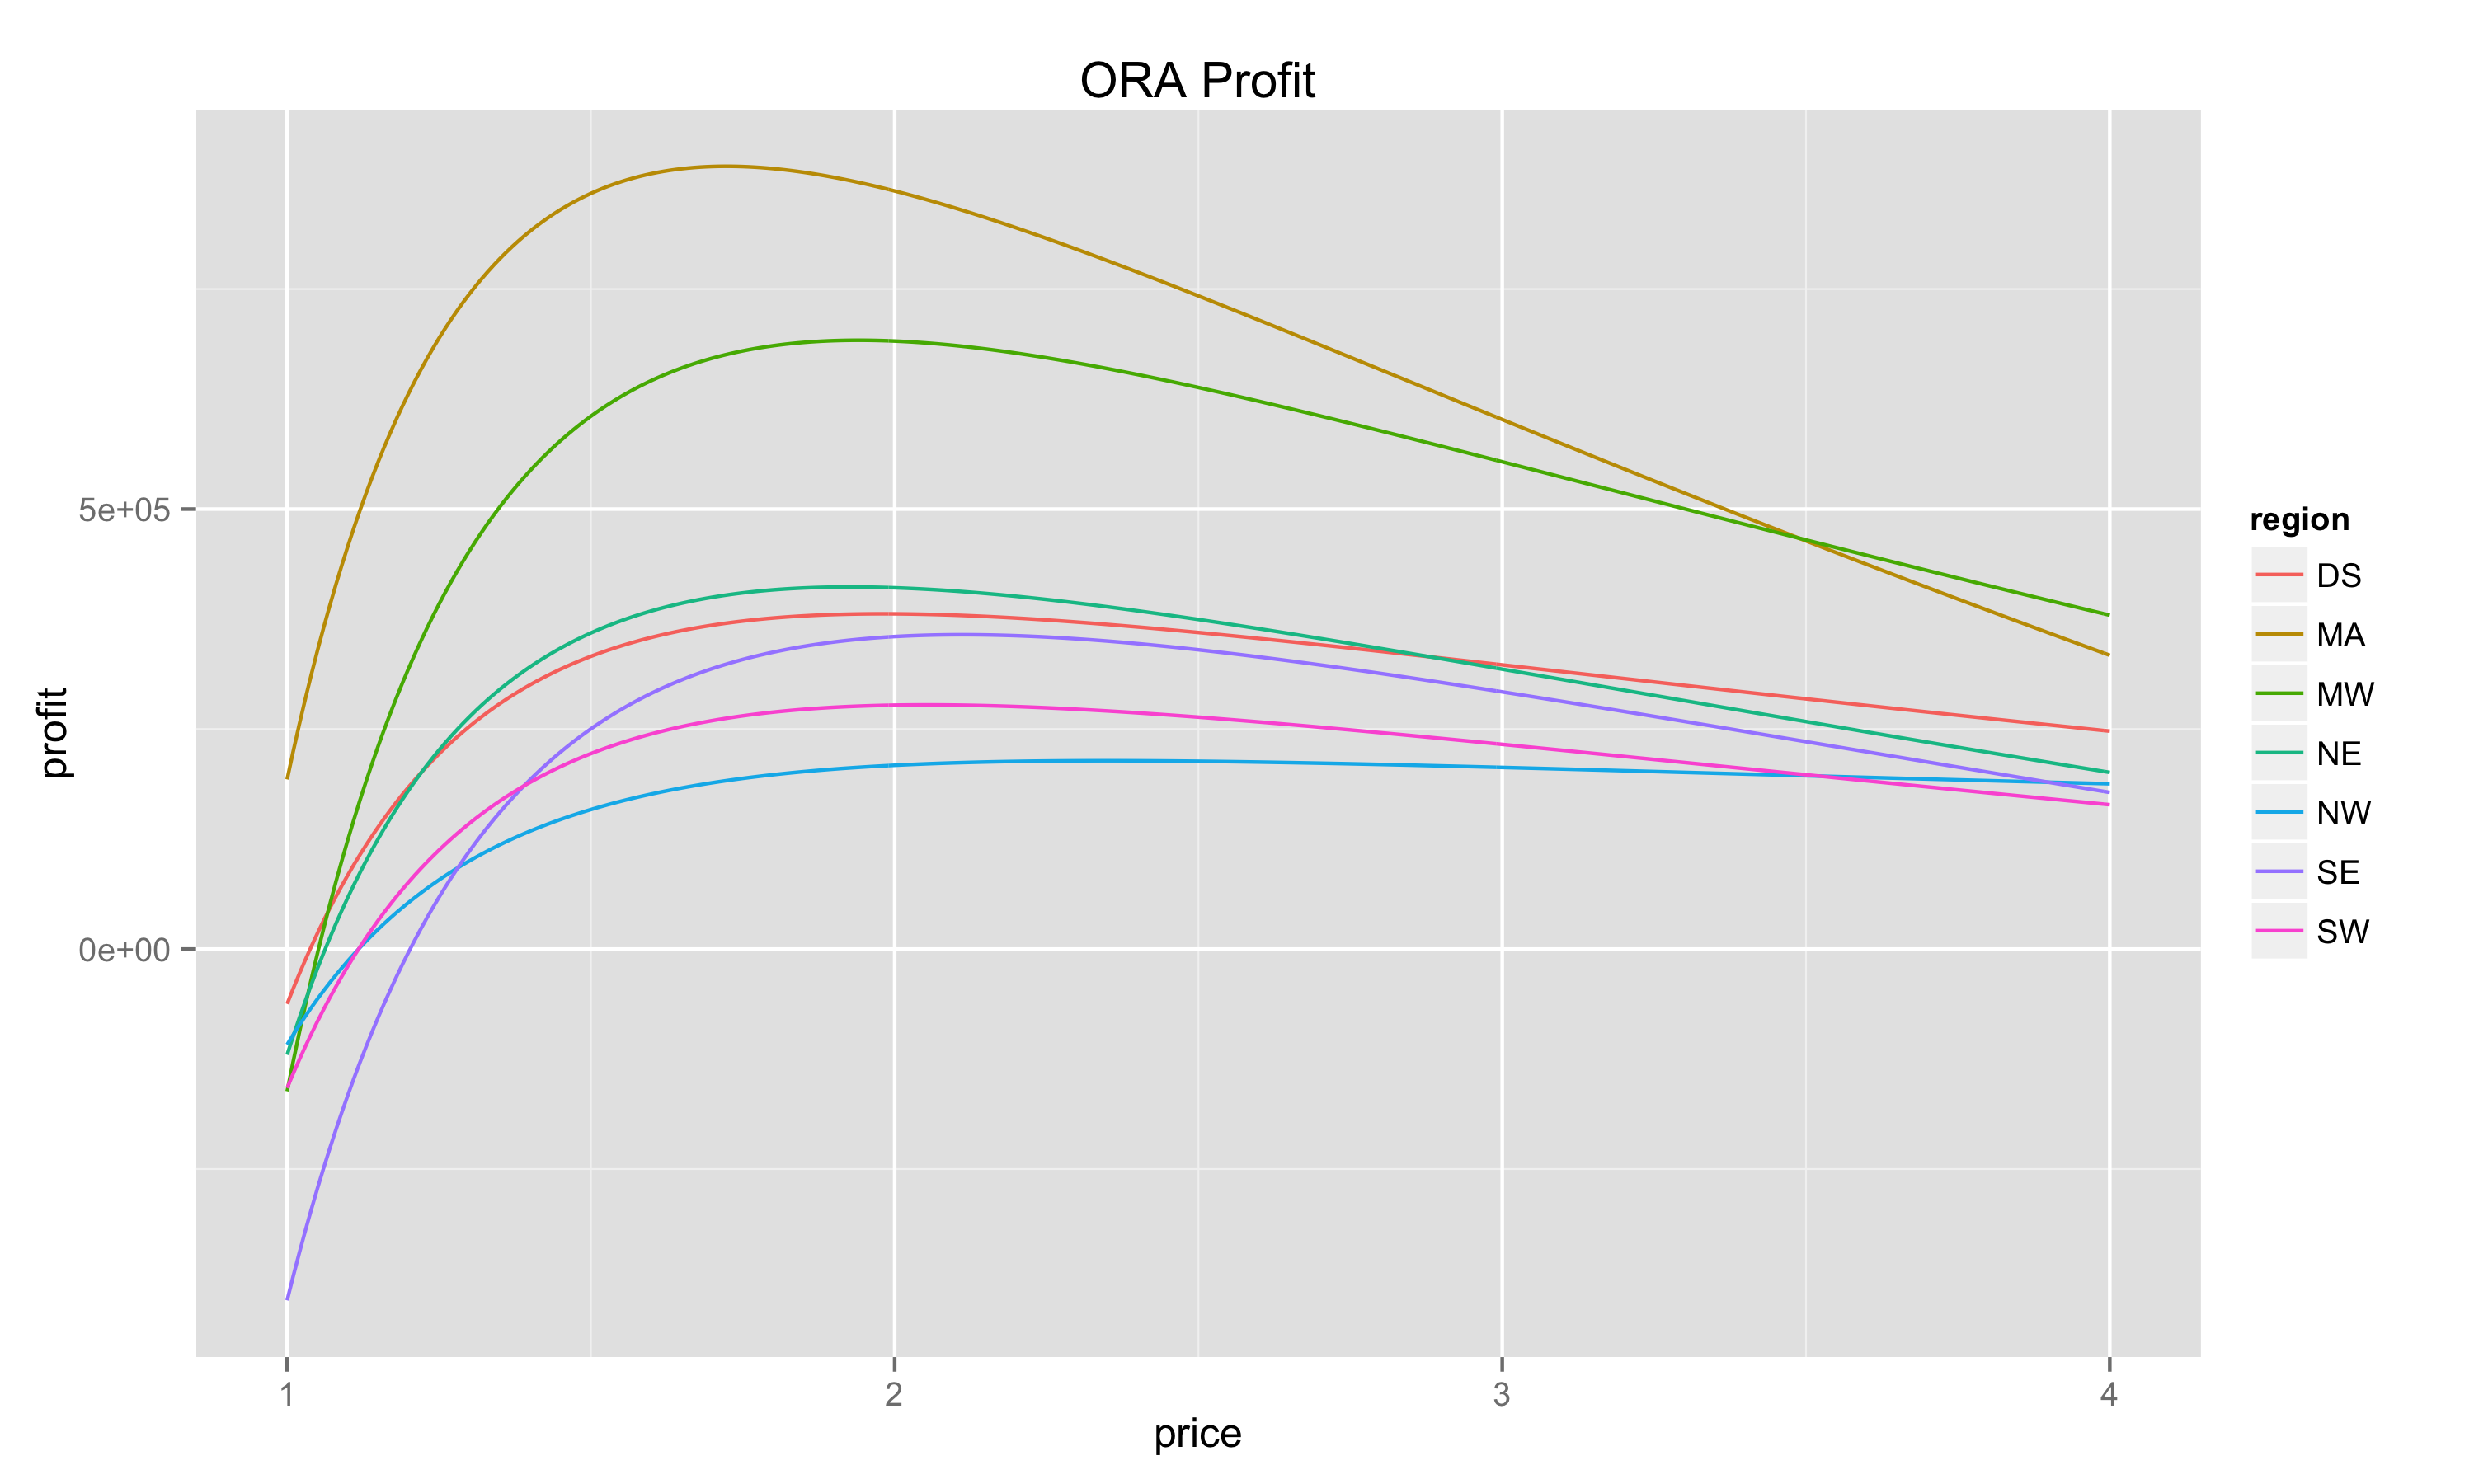 ORA Profit
profit
5e+05
0e+00
1
2
3
4
price
region
DS
MA
MW
NE
NW
SE
SW